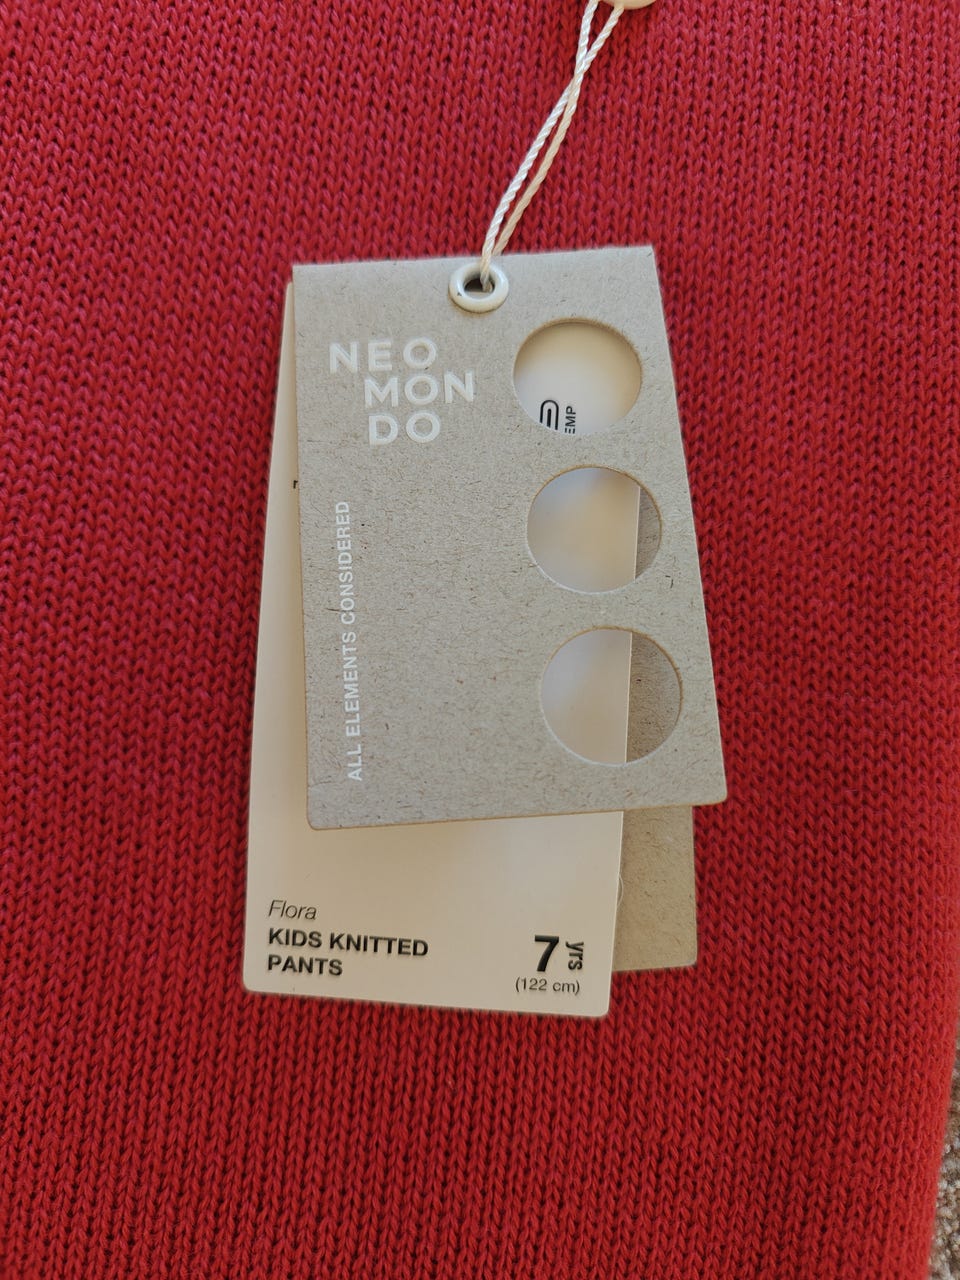 NEO
MON
DO
ALL ELEMENTS CONSIDERED
EMP
Flora
KIDS KNITTED
PANTS
7 yrs
(122 cm)